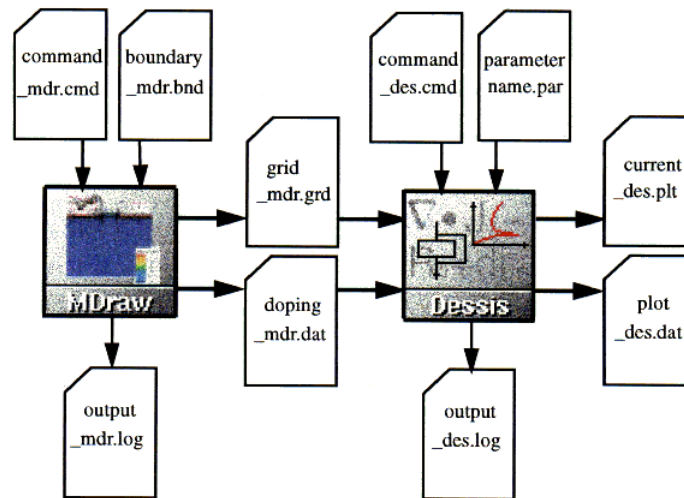 command
_mdr.cmd
boundary
_mdr.bnd
command
_des.cmd
parameter
name.par
grid
_mdr.grd
current
_des.plt
MDraw
Dessis
doping
_mdr.dat
plot
_des.dat
output
_mdr.log
output
_des.log